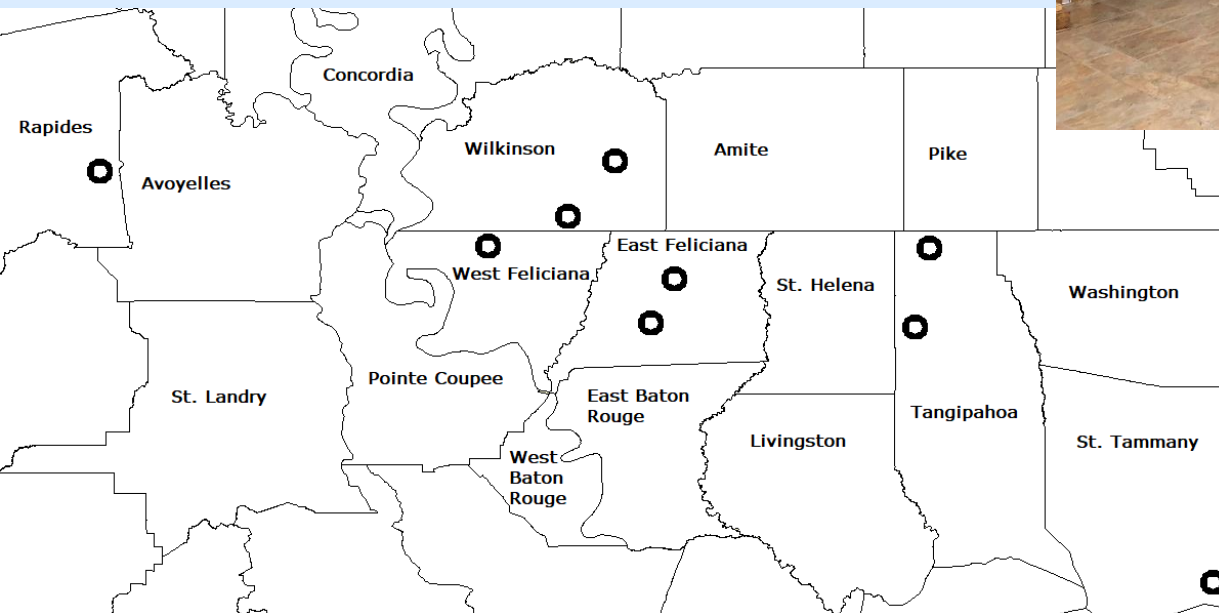 Concordia
Rapides
Wilkinson
Amite
Pike
Avoyelles
East Feliciana
West Feliciana
St. Helena
Washington
Pointe Coupee
St. Landry
East Baton
Rouge
Tangipahoa
Livingston
St. Tammany
West
Baton
Rouge